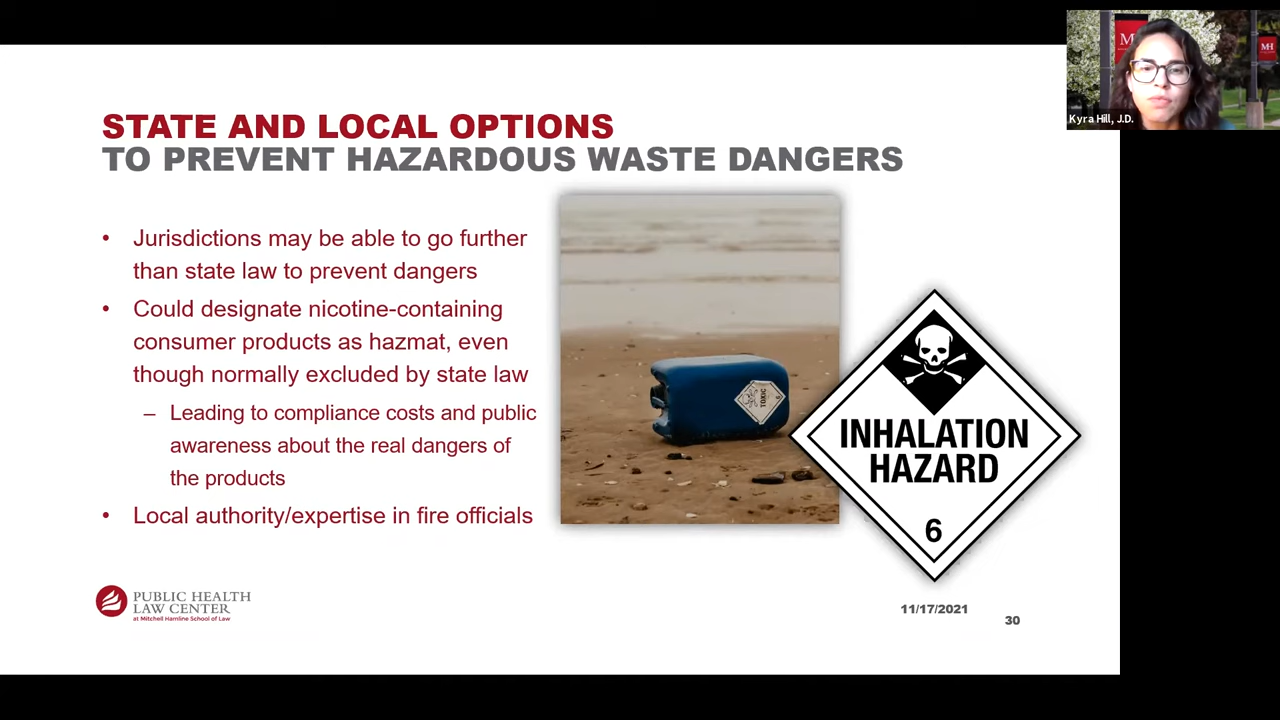 STATE AND LOCAL OPTIONS
TO PREVENT HAZARDOUS WASTE DANGERS
• Jurisdictions may be able to go further
than state law to prevent dangers
• Could designate nicotine-containing
consumer products as hazmat, even
though normally excluded by state law
– Leading to compliance costs and public
awareness about the real dangers of
the products
• Local authority/expertise in fire officials
TOXIC
6
INHALATION
HAZARD
6
PUBLIC HEALTH
LAW CENTER
at Mitchell Hamline School of Law
11/17/2021
30
M
MH
Kyra Hill, J.D.